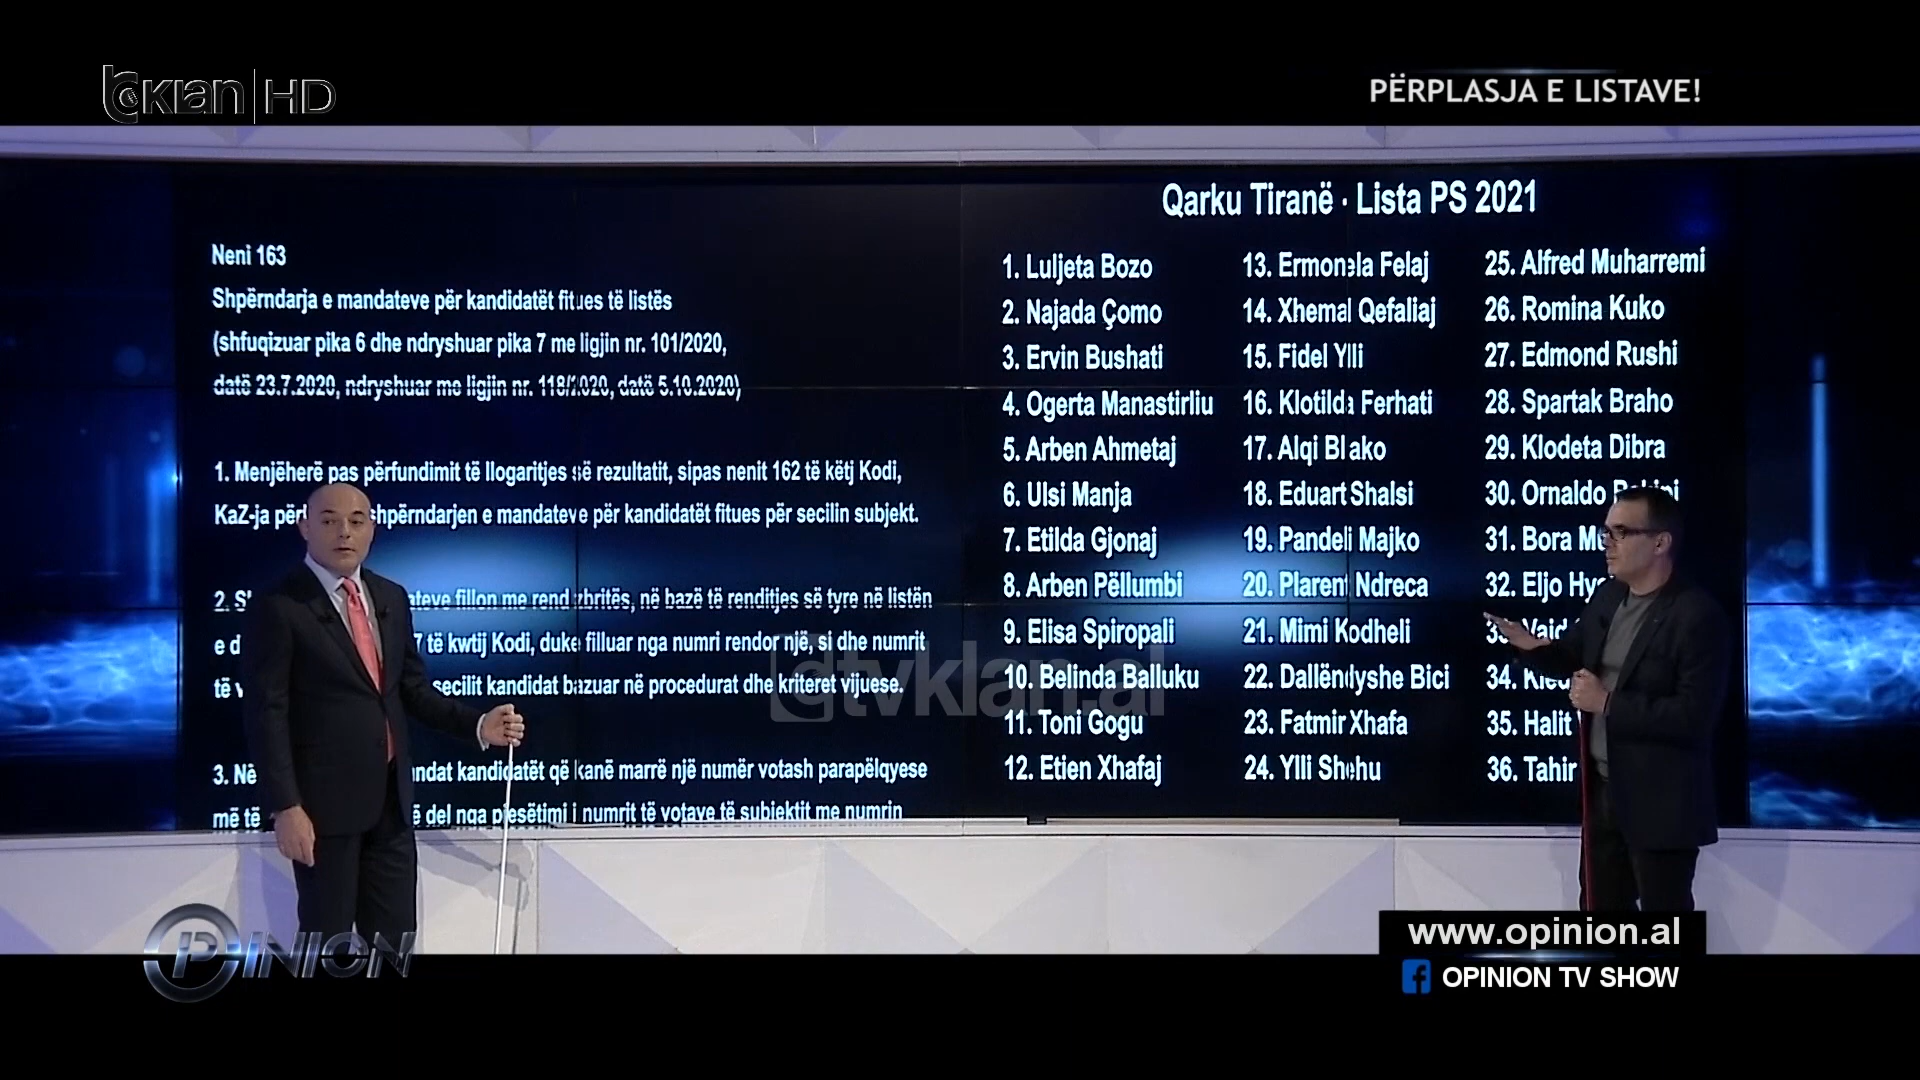 tvklan HD
PËRPLASJA E LISTAVE!
Neni 163
Shpërndarja e mandateve për kandidatët fitues të listës
(shfuqizuar pika 6 dhe ndryshuar pika 7 me ligjin nr. 101/2020,
datë 23.7.2020, ndryshuar me ligjin nr. 118/2020, datë 5.10.2020)
1. Menjëherë pas përfundimit të llogaritjes së rezultatit, sipas nenit 162 të këtj Kodi,
KaZ-ja shpërndarjen e mandateve për kandidatët fitues për secilin subjekt.
2. fillon me rend zbritës, në bazë të renditjes së tyre në listën
e 7 të kwtij Kodi, duke filluar nga numri rendor një, si dhe numrit
të secilit kandidat bazuar në procedurat dhe kriteret vijuese.
3. Në kandidatët që kanë marrë një numër votash parapëlqyese
më të del nga pjesëtimi i numrit të votave të subjektit me numrin
Qarku Tiranë - Lista PS 2021
1. Luljeta Bozo
2. Najada Çomo
3. Ervin Bushati
4. Ogerta Manastirliu
5. Arben Ahmetaj
6. Ulsi Manja
7. Etilda Gjonaj
8. Arben Pëllumbi
9. Elisa Spiropali
10. Belinda Balluku
11. Toni Gogu
12. Etien Xhafaj
13. Ermonela Felaj
14. Xhemal Qefaliaj
15. Fidel Ylli
16. Klotilda Ferhati
17. Alqi Bllako
18. Eduart Shalsi
19. Pandeli Majko
20. Plarent Ndreca
21. Mimi Kodheli
22. Dallëndyshe Bici
23. Fatmir Xhafa
24. Ylli Shehu
25. Alfred Muharremi
26. Romina Kuko
27. Edmond Rushi
28. Spartak Braho
29. Klodeta Dibra
30. Ornaldo
31. Bora
32. Eljo
33.
34.
35. Halit
36. Tahir
tvklan.al
OPINION
www.opinion.al
OPINION TV SHOW